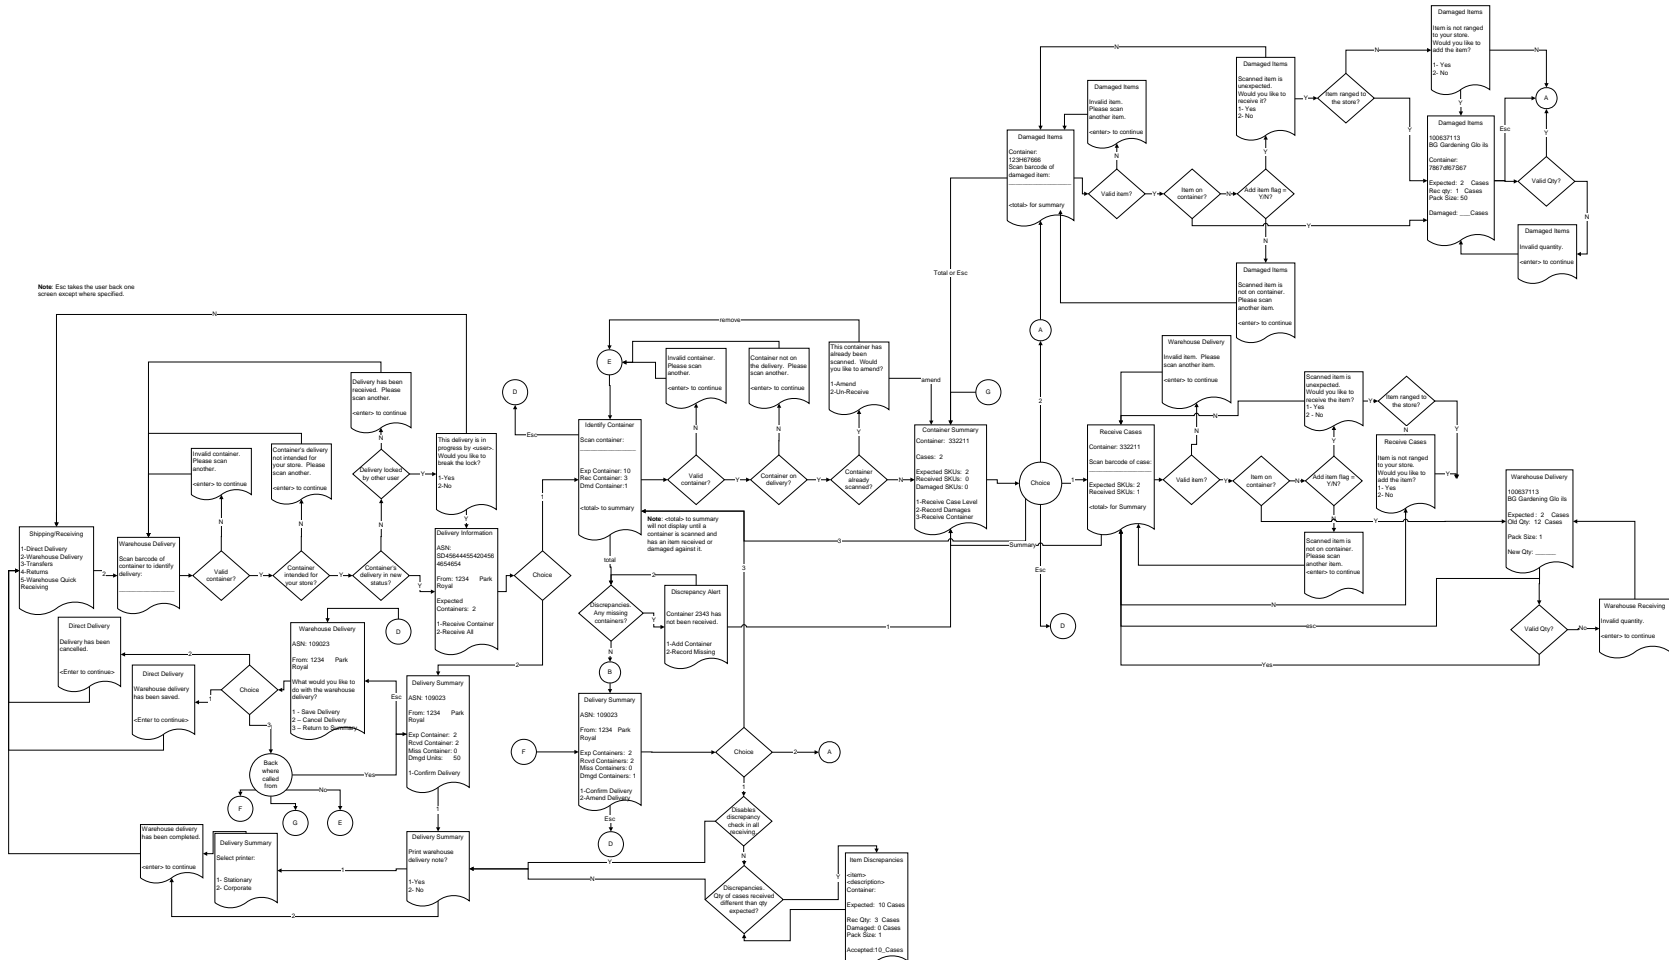 Damaged Items
Item is not ranged
to your store.
Would you like to
add the item?
1- Yes
2- No
N
N
N
A
Damaged Items
Scanned item is
unexpected.
Would you like to
receive it?
1- Yes
2- No
Y
Item ranged to
the store?
Y
Y
Esc
Y
Damaged Items
Invalid item.
Please scan
another item.
<enter> to continue
Damaged Items
Container:
123H67666
Scan barcode of
damaged item:
<total> for summary
N
Valid item?
Y
Item on
container?
N
Add item flag =
Y/N?
Y
N
Y
Damaged Items
100637113
BG Gardening Glo ils
Container:
7867df67S67
Expected: 2 Cases
Rec qty: 1 Cases
Pack Size: 50
Damaged: ___Cases
Valid Qty?
N
Damaged Items
Invalid quantity.
<enter> to continue
Damaged Items
Scanned item is
not on container.
Please scan
another item.
<enter> to continue
Total or Esc
A
2
Note: Esc takes the user back one
screen except where specified.
N
Delivery has been
received. Please
scan another.
<enter> to continue
N
Invalid container.
Please scan
another.
<enter> to continue
N
Container's delivery
not intended for
your store. Please
scan another.
<enter> to continue
N
Delivery locked
by other user
Y
This delivery is in
progress by <user>.
Would you like to
break the lock?
1-Yes
2-No
Y
Shipping/Receiving
1-Direct Delivery
2-Warehouse Delivery
3-Transfers
4-Returns
5-Warehouse Quick
Receiving
2
Warehouse Delivery
Scan barcode of
container to identify
delivery:
Valid
container?
Y
Container
intended for
your store?
Y
Container's
delivery in new
status?
Y
Delivery Information
ASN:
SD45644455420456
4654654
From: 1234 Park
Royal
Expected
Containers: 2
1-Receive Container
2-Receive All
Choice
1
2
D
Esc
remove
E
Invalid container.
Please scan
another.
<enter> to continue
N
Container not on
the delivery. Please
scan another.
<enter> to continue
N
This container has
already been
scanned. Would
you like to amend?
1-Amend
2-Un-Receive
Y
amend
G
Identify Container
Scan container:
Exp Container: 10
Rec Container: 3
Dmd Container:1
<total> to summary
Valid
container?
Y
Container on
delivery?
Y
Container
already
scanned?
N
Note: <total> to summary
will not display until a
container is scanned and
has an item received or
damaged against it.
Container Summary
Container: 332211
Cases: 2
Expected SKUs: 2
Received SKUs: 0
Damaged SKUs: 0
1-Receive Case Level
2-Record Damages
3-Receive Container
Choice
1
3
Summary
Esc
D
Receive Cases
Container: 332211
Scan barcode of case:
Expected SKUs: 2
Received SKUs: 1
<total> for Summary
Warehouse Delivery
Invalid item. Please
scan another item.
<enter> to continue
N
N
Valid item?
Y
Item on
container?
N
Add item flag =
Y/N?
Y
N
Scanned item is
unexpected.
Would you like to
receive the item?
1- Yes
2 - No
Y
Item ranged to
the store?
N
Y
Receive Cases
Item is not ranged
to your store.
Would you like to
add the item?
1- Yes
2- No
Y
Y
Scanned item is
not on container.
Please scan
another item.
<enter> to continue
N
esc
Yes
Warehouse Delivery
100637113
BG Gardening Glo ils
Expected : 2 Cases
Old Qty: 12 Cases
Pack Size: 1
New Qty: ______
Valid Qty?
No
Warehouse Receiving
Invalid quantity.
<enter> to continue
total
2
Discrepancies.
Any missing
containers?
Y
Discrepancy Alert
Container 2343 has
not been received.
1-Add Container
2-Record Missing
1
3
N
B
Direct Delivery
Delivery has been
cancelled.
<Enter to continue>
2
Direct Delivery
Warehouse delivery
has been saved.
<Enter to continue>
1
Choice
3
Warehouse Delivery
ASN: 109023
From: 1234 Park
Royal
What would you like to
do with the warehouse
delivery?
1 - Save Delivery
2 – Cancel Delivery
3 – Return to Summary
D
Esc
Delivery Summary
ASN: 109023
From: 1234 Park
Royal
Exp Container: 2
Rcvd Container: 2
Miss Container: 0
Dmgd Units: 50
1-Confirm Delivery
1
Back
where
called
from
Yes
No
F
G
E
F
Delivery Summary
ASN: 109023
From: 1234 Park
Royal
Exp Containers: 2
Rcvd Containers: 2
Miss Containers: 0
Dmgd Containers: 1
1-Confirm Delivery
2-Amend Delivery
Esc
D
Choice
2
A
1
Disables
discrepancy
check in all
receiving.
Y
N
Discrepancies.
Qty of cases received
different than qty
expected?
N
Y
Item Discrepancies
<item>
<description>
Container:
Expected: 10 Cases
Rec Qty: 3 Cases
Damaged: 0 Cases
Pack Size: 1
Accepted:10_Cases
Warehouse delivery
has been completed.
<enter> to continue
Delivery Summary
Select printer:
1- Stationary
2- Corporate
1
Delivery Summary
Print warehouse
delivery note?
1-Yes
2- No
2